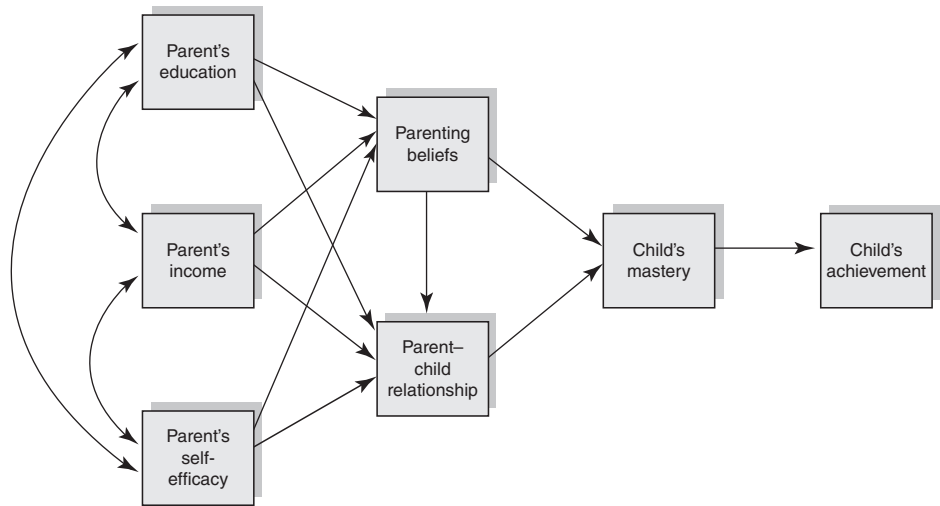 Parent's
education
Parenting
beliefs
Parent's
income
Child's
mastery
Child's
achievement
Parent–
child
relationship
Parent's
self-
efficacy